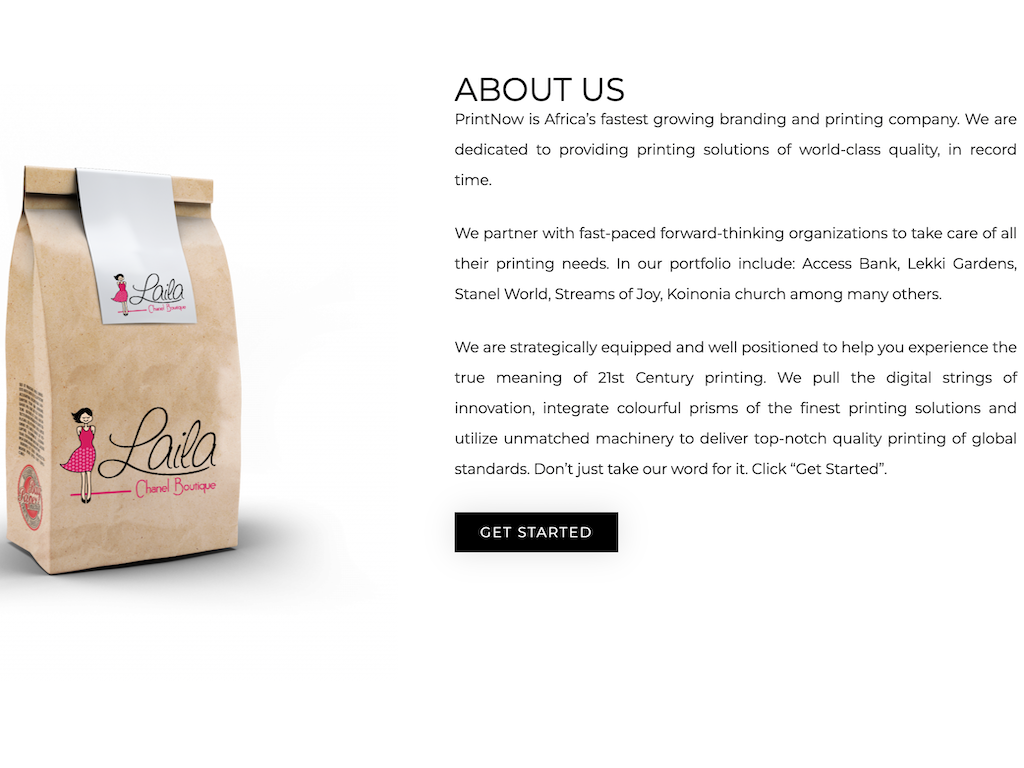 ABOUT US
PrintNow is Africa’s fastest growing branding and printing company. We are
dedicated to providing printing solutions of world-class quality, in record
time.
We partner with fast-paced forward-thinking organizations to take care of all
their printing needs. In our portfolio include: Access Bank, Lekki Gardens,
Stanel World, Streams of Joy, Koinonia church among many others.
We are strategically equipped and well positioned to help you experience the
true meaning of 21st Century printing. We pull the digital strings of
innovation, integrate colourful prisms of the finest printing solutions and
utilize unmatched machinery to deliver top-notch quality printing of global
standards. Don’t just take our word for it. Click “Get Started”.
GET STARTED
Laila
Chanel Boutique
Laila
Chanel Boutique